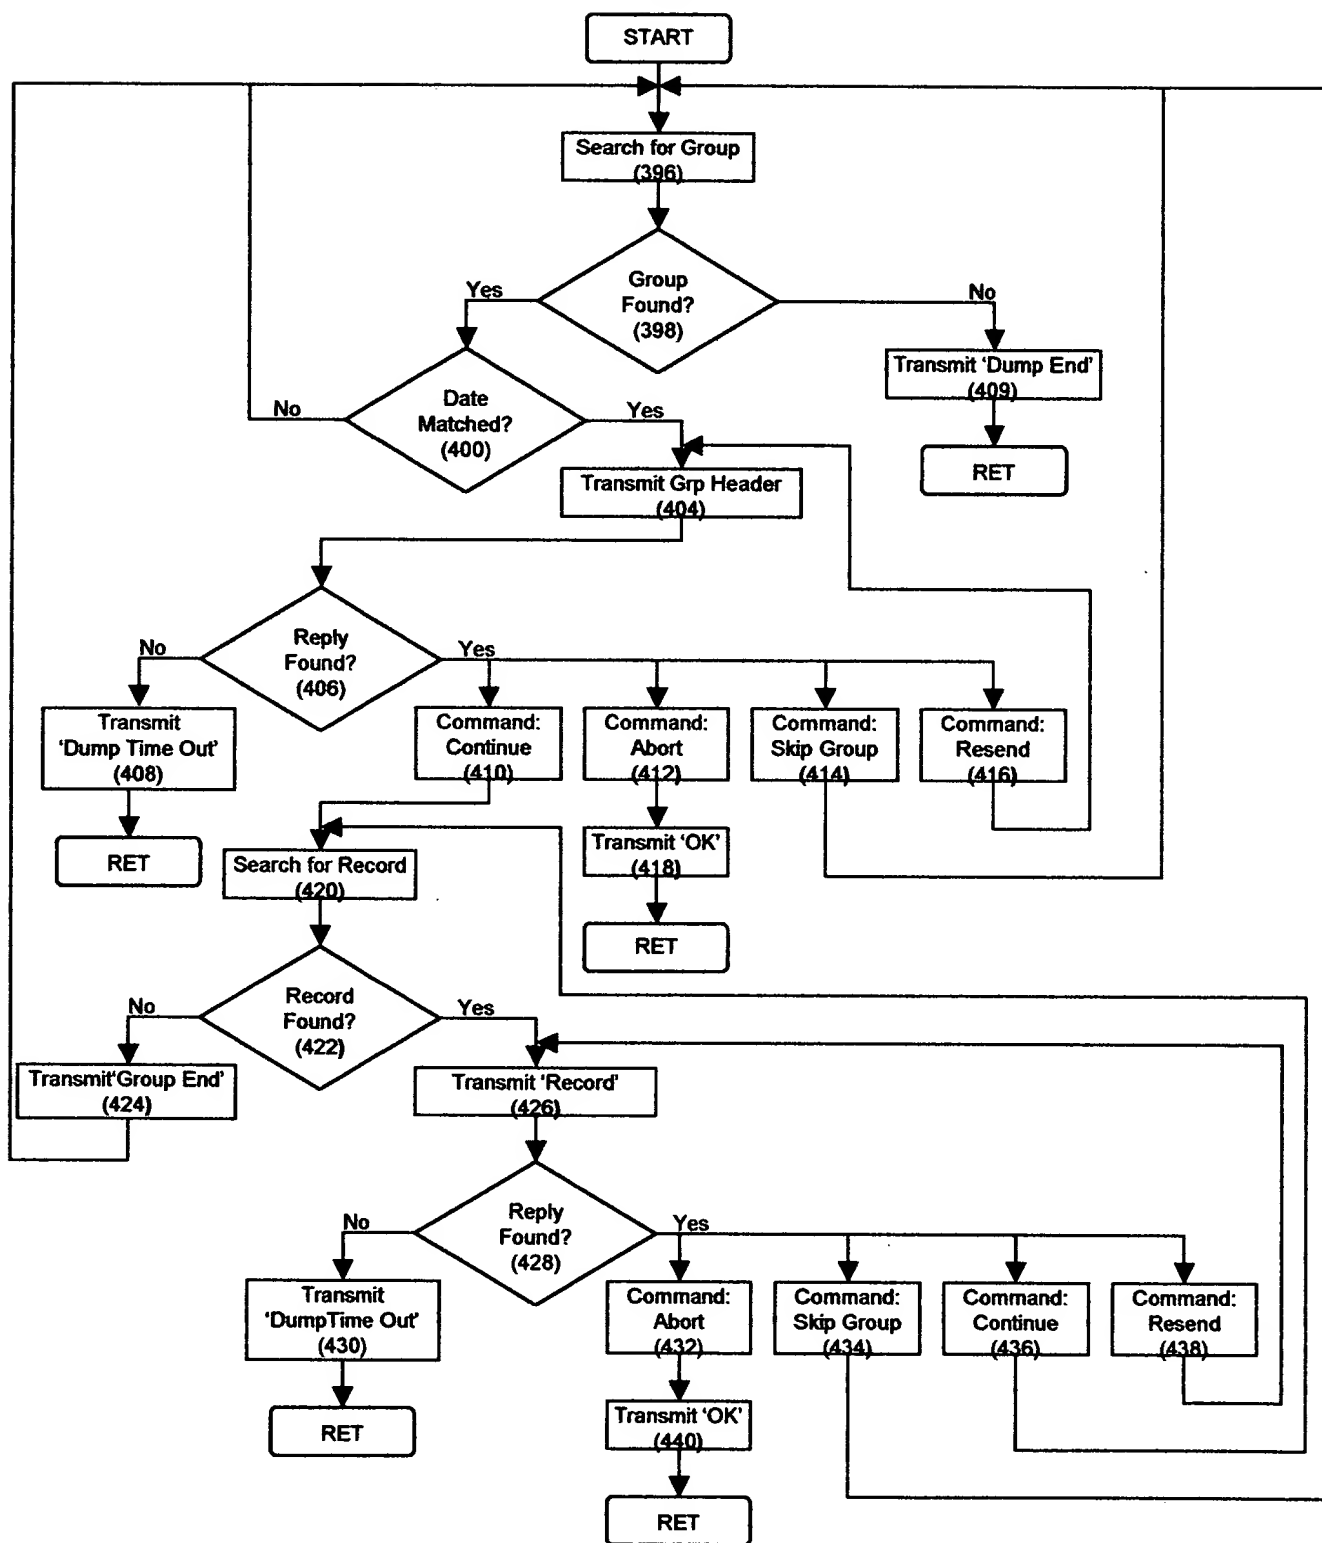 START
Search for Group
(396)
Group
Found?
(398)
Yes
No
Transmit ‘Dump End’
(409)
RET
Date
Matched?
(400)
No
Yes
Transmit Grp Header
(404)
Reply
Found?
(406)
No
Yes
Transmit
‘Dump Time Out’
(408)
RET
Command:
Continue
(410)
Command:
Abort
(412)
Command:
Skip Group
(414)
Command:
Resend
(416)
Transmit ‘OK’
(418)
RET
Search for Record
(420)
Record
Found?
(422)
No
Yes
Transmit‘Group End’
(424)
Transmit ‘Record’
(426)
Reply
Found?
(428)
No
Yes
Transmit
‘DumpTime Out’
(430)
RET
Command:
Abort
(432)
Command:
Skip Group
(434)
Command:
Continue
(436)
Command:
Resend
(438)
Transmit ‘OK’
(440)
RET